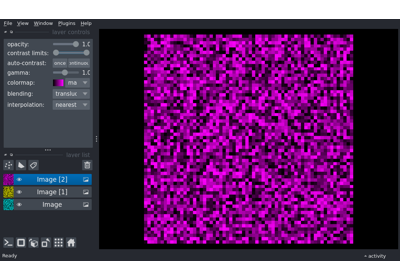 File View Window Plugins Help
layer controls
opacity: 1.0
contrast limits:
auto-contrast: once
gamma: 1.0
colormap: ma
blending: transluc
interpolation: nearest
layer list
Image [2]
Image [1]
Image
Ready
activity